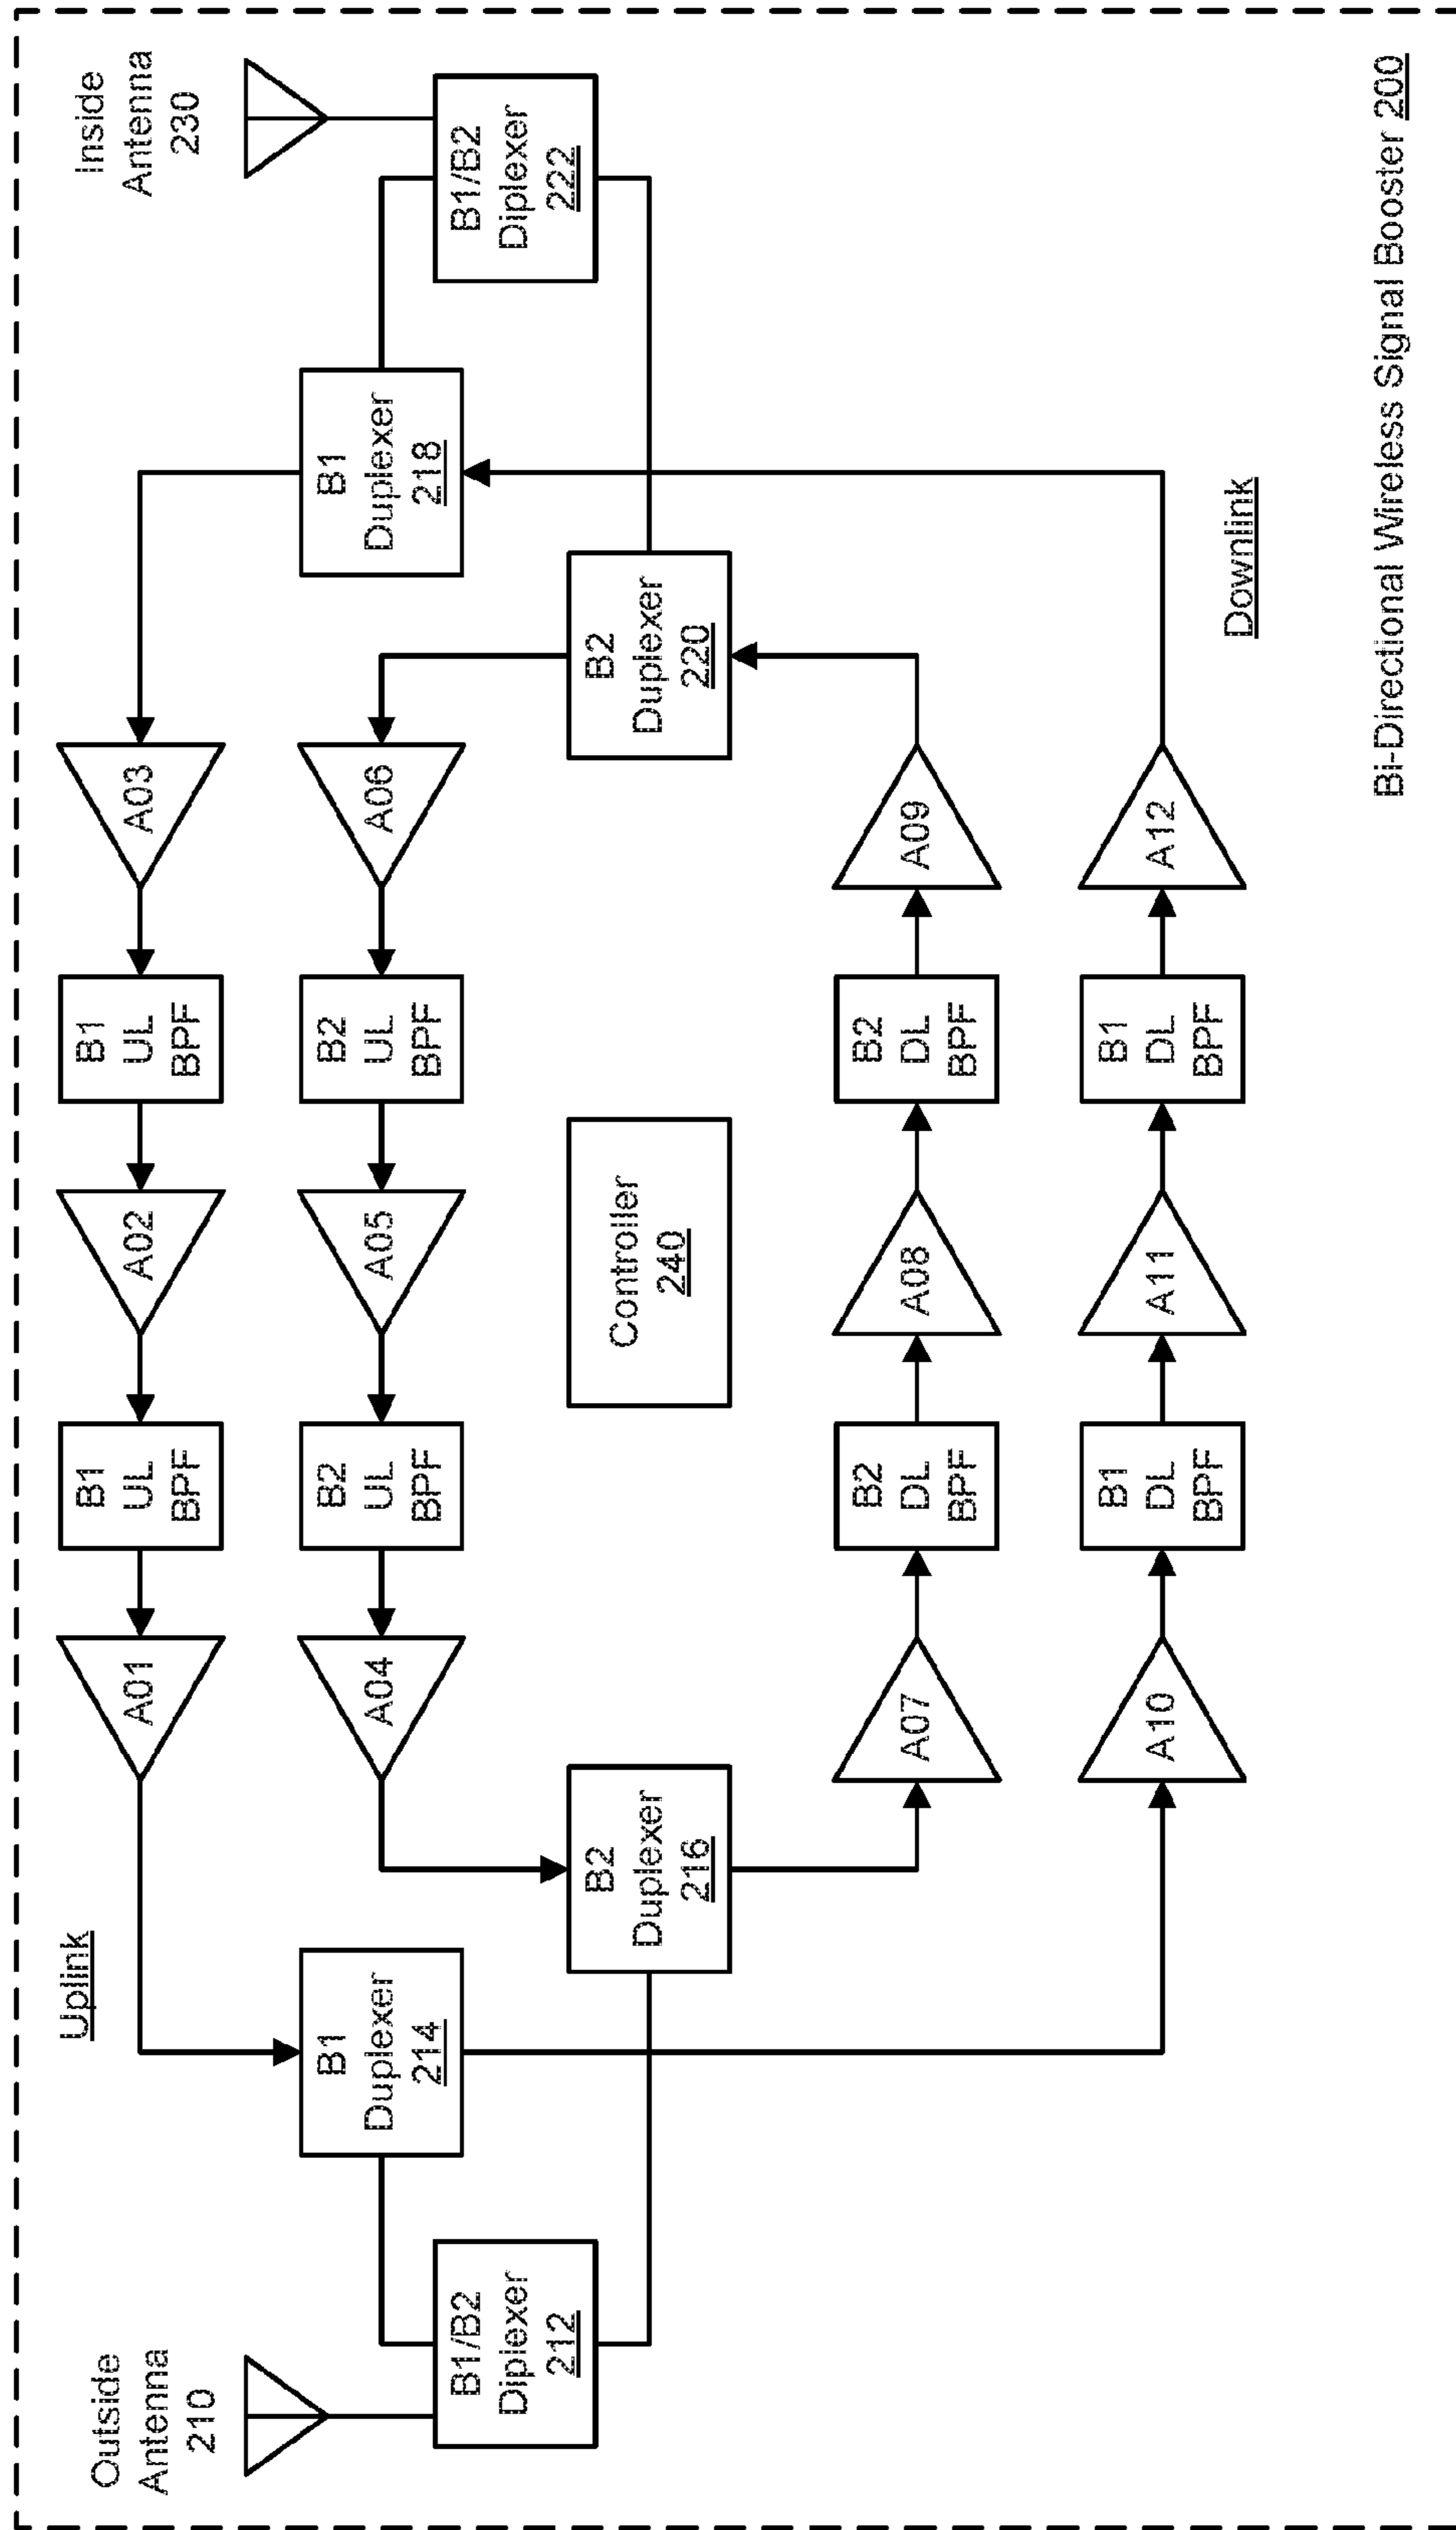 Outside
Antenna
210
Uplink
Inside
Antenna
230
A01
B1
UL
BPF
A02
B1
UL
BPF
A03
B1/B2
Diplexer
212
B1
Duplexer
214
A04
B2
UL
BPF
A05
B2
UL
BPF
A06
B1
Duplexer
218
B1/B2
Diplexer
222
B2
Duplexer
216
Controller
240
B2
Duplexer
220
A07
B2
DL
BPF
A08
B2
DL
BPF
A09
A10
B1
DL
BPF
A11
B1
DL
BPF
A12
Downlink
Bi-Directional Wireless Signal Booster 200